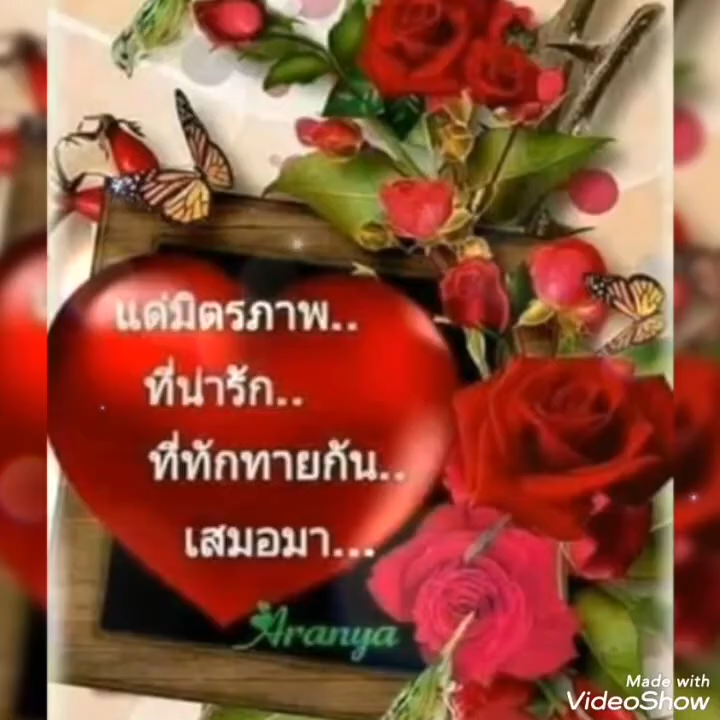 แด่มิตรภาพ..
ที่น่ารัก..
ที่ทักทายกัน..
เสมอมา...
Aranya
Made with
VideoShow